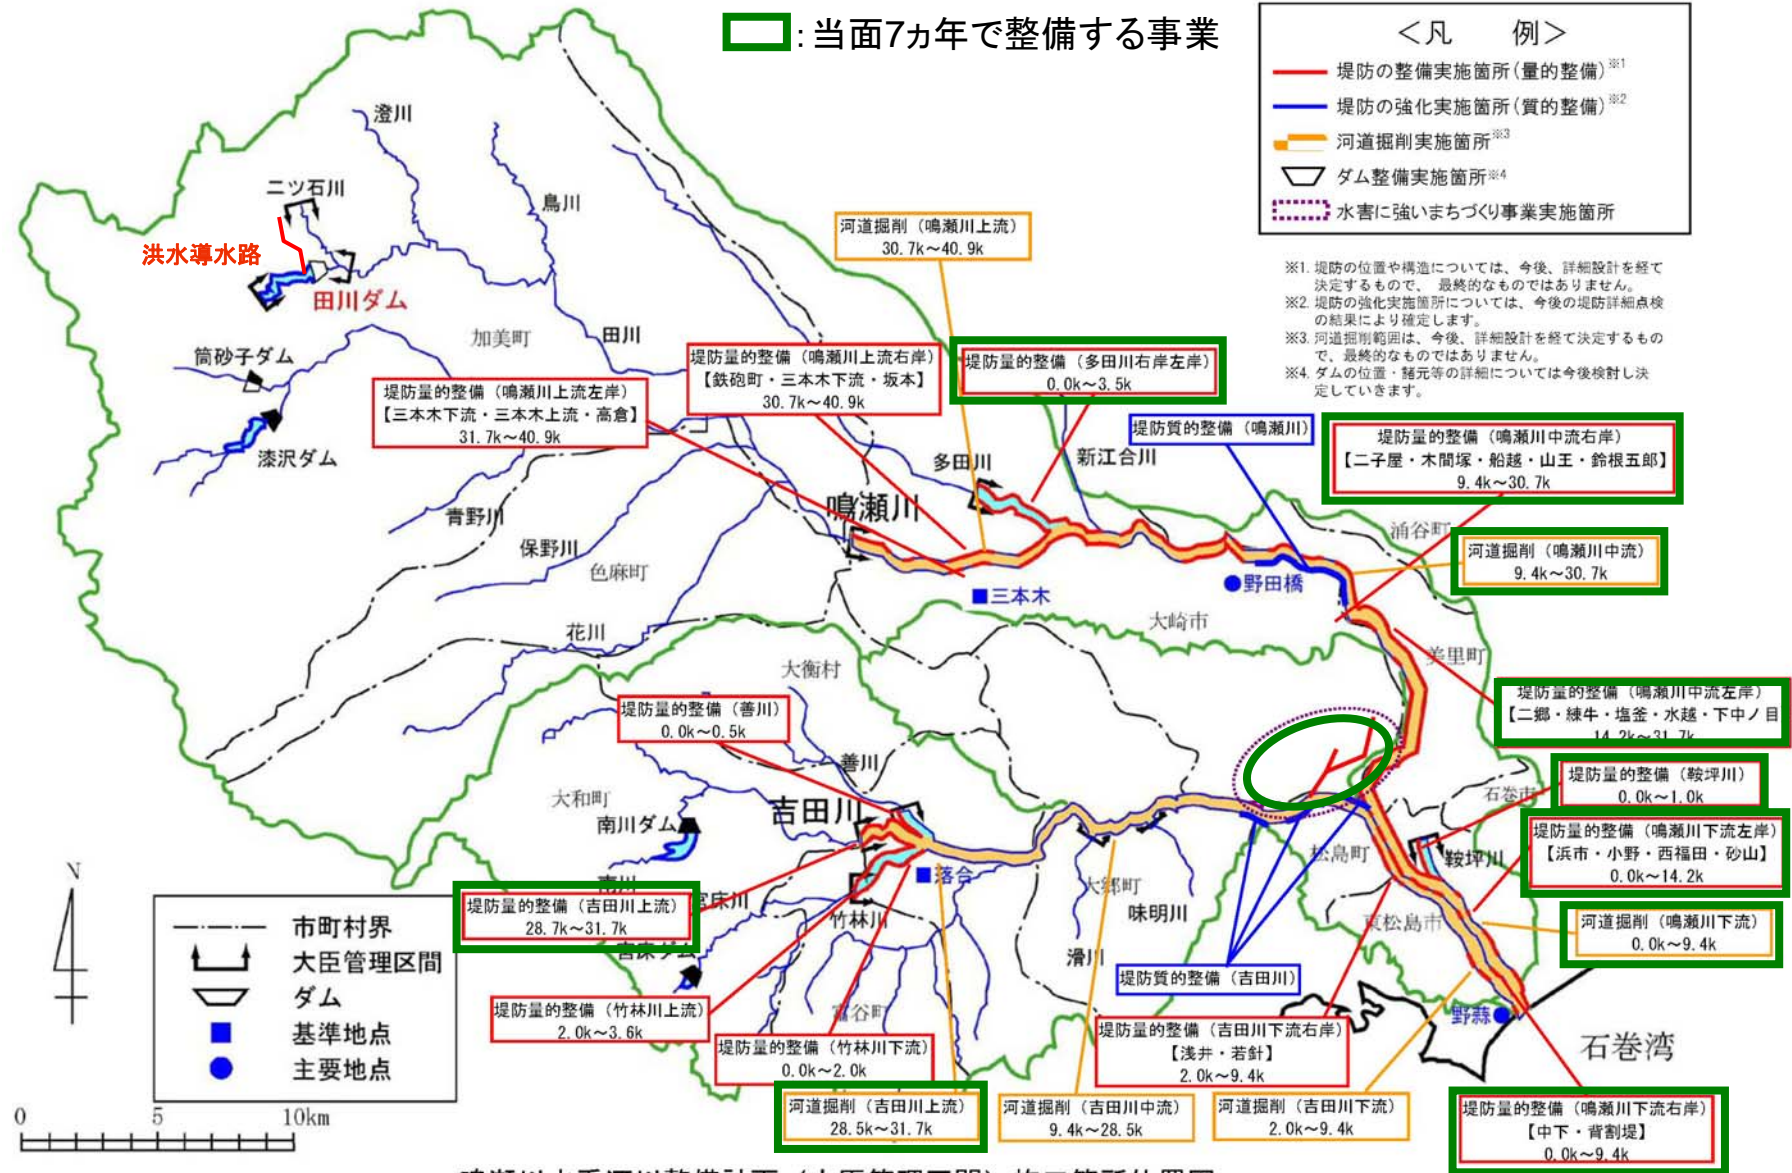 ：当面7ヵ年で整備する事業
＜凡　例＞
堤防の整備実施箇所(量的整備)※1
堤防の強化実施箇所(質的整備)※2
河道掘削実施箇所※3
ダム整備実施箇所※4
水害に強いまちづくり事業実施箇所
※1. 堤防の位置や構造については、今後、詳細設計を経て
決定するもので、 最終的なものではありません。
※2. 堤防の強化実施箇所については、今後の堤防詳細点検
の結果により確定します。
※3. 河道掘削範囲は、今後、詳細設計を経て決定するもの
で、最終的なものではありません。
※4. ダムの位置・諸元等の詳細については今後検討し決
定していきます。
澄川
二ツ石川
鳥川
洪水導水路
田川ダム
加美町
田川
筒砂子ダム
漆沢ダム
青野川
保野川
色麻町
花川
河道掘削（鳴瀬川上流）
30.7k～40.9k
堤防量的整備（鳴瀬川上流右岸）
【鉄砲町・三本木下流・坂本】
30.7k～40.9k
堤防量的整備（多田川右岸左岸）
0.0k～3.5k
堤防量的整備（鳴瀬川上流左岸）
【三本木下流・三本木上流・高倉】
31.7k～40.9k
堤防質的整備（鳴瀬川）
堤防量的整備（鳴瀬川中流右岸）
【二子屋・木間塚・船越・山王・鈴根五郎】
9.4k～30.7k
多田川
新江合川
鳴瀬川
涌谷町
河道掘削（鳴瀬川中流）
9.4k～30.7k
三本木
野田橋
大崎市
美里町
大衡村
堤防量的整備（鳴瀬川中流左岸）
【二郷・練牛・塩釜・水越・下中ノ目
14.2k～31.7k
堤防量的整備（善川）
0.0k～0.5k
善川
堤防量的整備（鞍坪川）
0.0k～1.0k
石巻市
大和町
南川ダム
吉田川
堤防量的整備（鳴瀬川下流左岸）
【浜市・小野・西福田・砂山】
0.0k～14.2k
松島町
鞍坪川
落合
大郷町
南川
宮床川
堤防量的整備（吉田川上流）
28.7k～31.7k
竹林川
味明川
東松島市
河道掘削（鳴瀬川下流）
0.0k～9.4k
宮床ダム
滑川
堤防質的整備（吉田川）
堤防量的整備（竹林川上流）
2.0k～3.6k
富谷町
野蒜
石巻湾
堤防量的整備（竹林川下流）
0.0k～2.0k
堤防量的整備（吉田川下流右岸）
【浅井・若針】
2.0k～9.4k
河道掘削（吉田川上流）
28.5k～31.7k
河道掘削（吉田川中流）
9.4k～28.5k
河道掘削（吉田川下流）
2.0k～9.4k
堤防量的整備（鳴瀬川下流右岸）
【中下・背割堤】
0.0k～9.4k
N
市町村界
大臣管理区間
ダム
基準地点
主要地点
0 5 10km